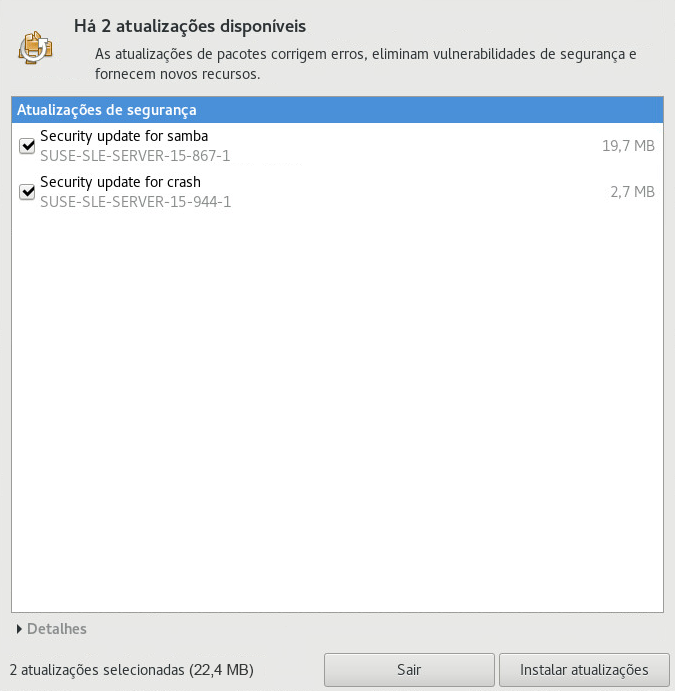 Há 2 atualizações disponíveis
As atualizações de pacotes corrigem erros, eliminam vulnerabilidades de segurança e
fornecem novos recursos.
Atualizações de segurança
Security update for samba
SUSE-SLE-SERVER-15-867-1
19,7 MB
Security update for crash
SUSE-SLE-SERVER-15-944-1
2,7 MB
Detalhes
2 atualizações selecionadas (22,4 MB)
Sair
Instalar atualizações